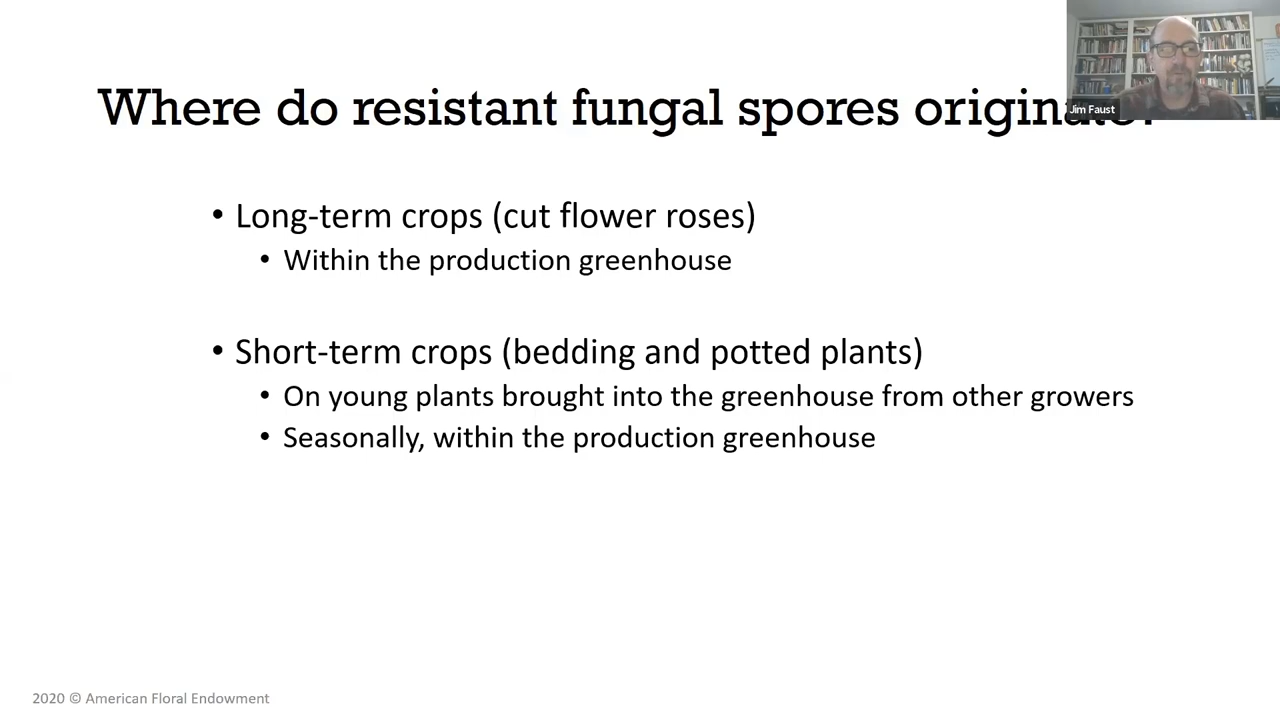 Where do resistant fungal spores originate?
Jim Faust
• Long-term crops (cut flower roses)
• Within the production greenhouse
• Short-term crops (bedding and potted plants)
• On young plants brought into the greenhouse from other growers
• Seasonally, within the production greenhouse
2020 © American Floral Endowment